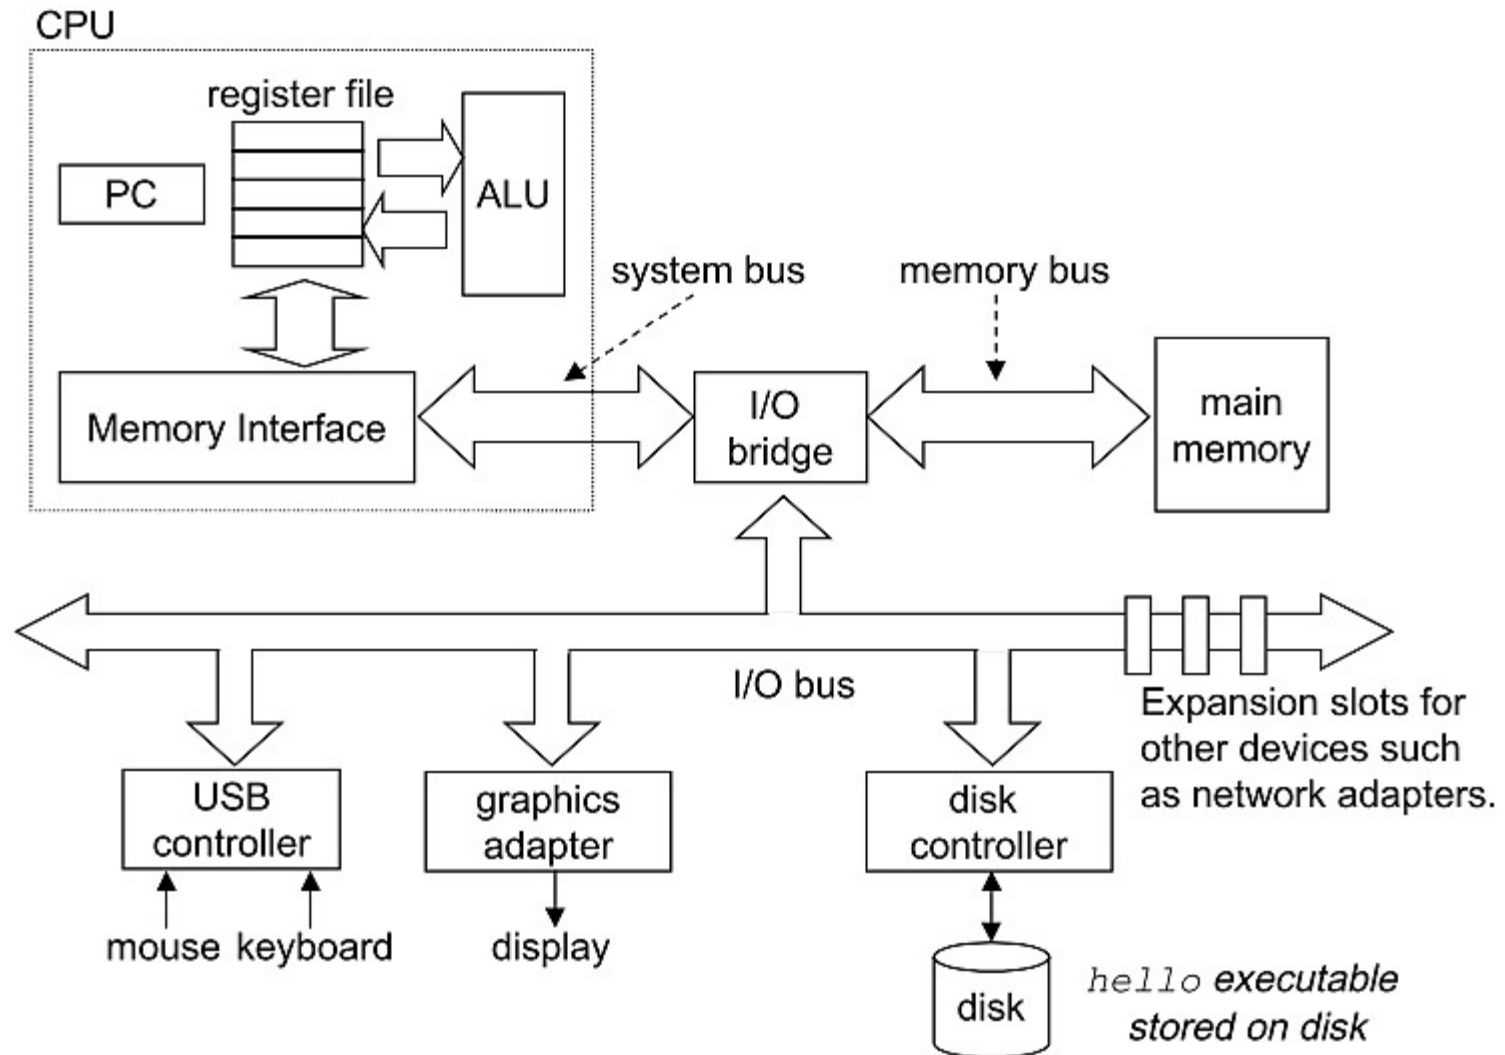 CPU
register file
PC
ALU
system bus
memory bus
Memory Interface
I/O
bridge
main
memory
I/O bus
Expansion slots for
other devices such
as network adapters.
USB
controller
graphics
adapter
disk
controller
mouse
keyboard
display
disk
hello executable
stored on disk